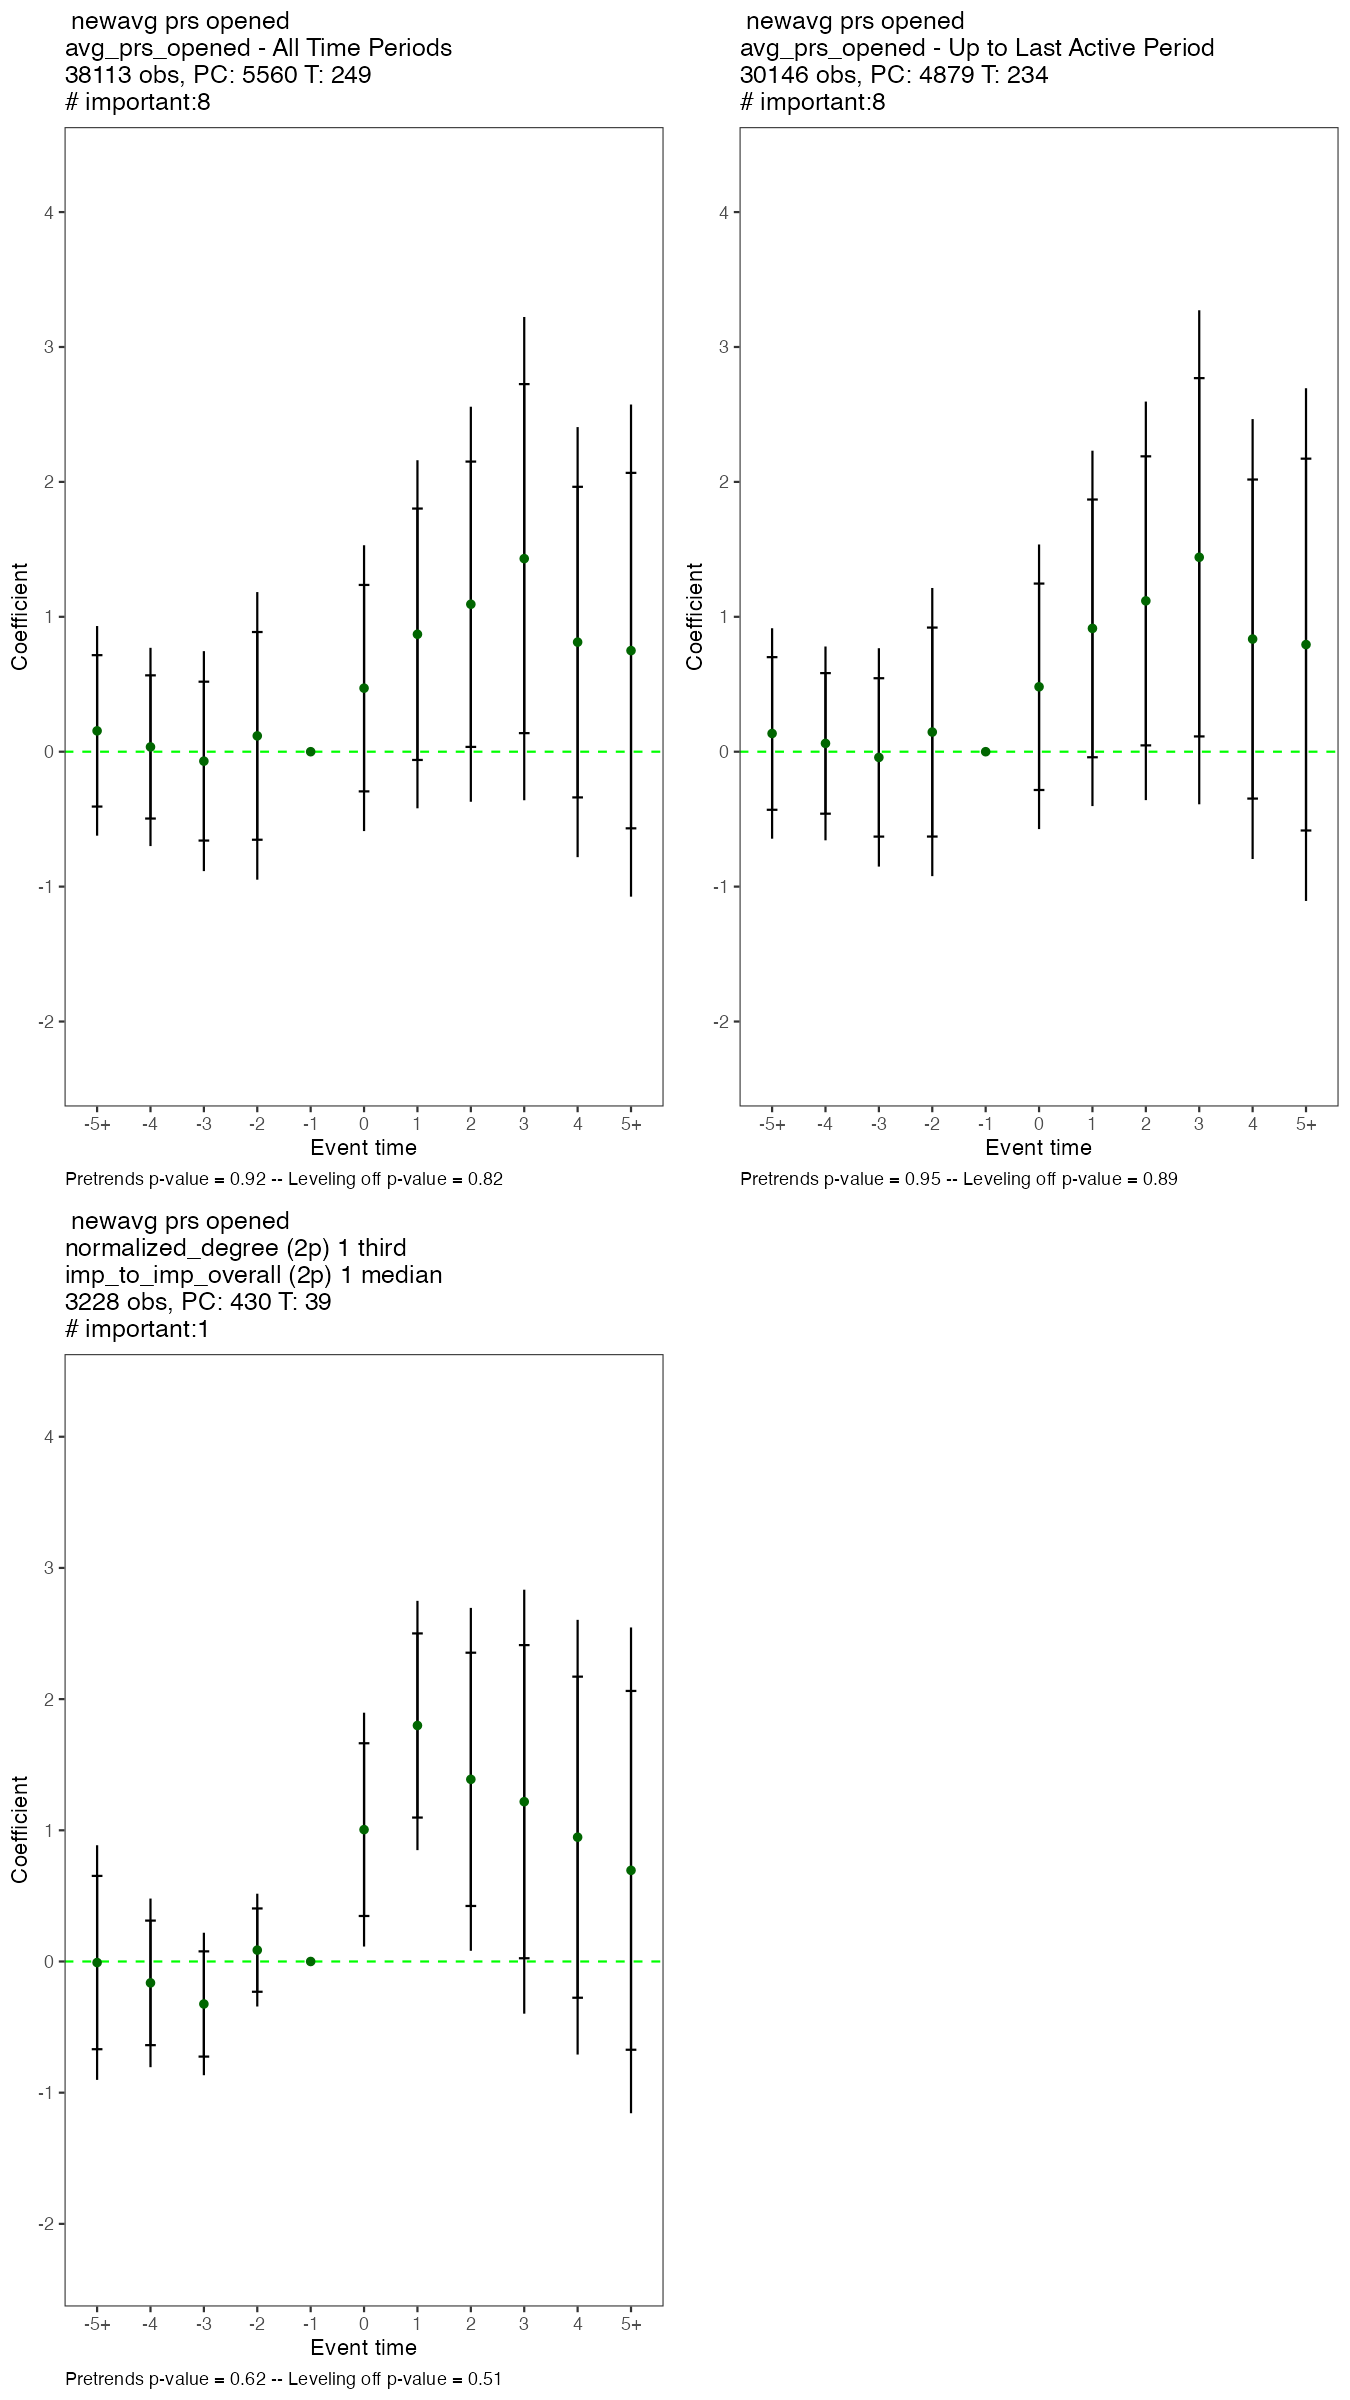 newavg prs opened
avg_prs_opened - All Time Periods
38113 obs, PC: 5560 T: 249
# important:8
4
3
2
1
0
-1
-2
Coefficient
-5+ -4 -3 -2 -1 0 1 2 3 4 5+
Event time
Pretrends p-value = 0.92 -- Leveling off p-value = 0.82
newavg prs opened
avg_prs_opened - Up to Last Active Period
30146 obs, PC: 4879 T: 234
# important:8
4
3
2
1
0
-1
-2
Coefficient
-5+ -4 -3 -2 -1 0 1 2 3 4 5+
Event time
Pretrends p-value = 0.95 -- Leveling off p-value = 0.89
newavg prs opened
normalized_degree (2p) 1 third
imp_to_imp_overall (2p) 1 median
3228 obs, PC: 430 T: 39
# important:1
4
3
2
1
0
-1
-2
Coefficient
-5+ -4 -3 -2 -1 0 1 2 3 4 5+
Event time
Pretrends p-value = 0.62 -- Leveling off p-value = 0.51